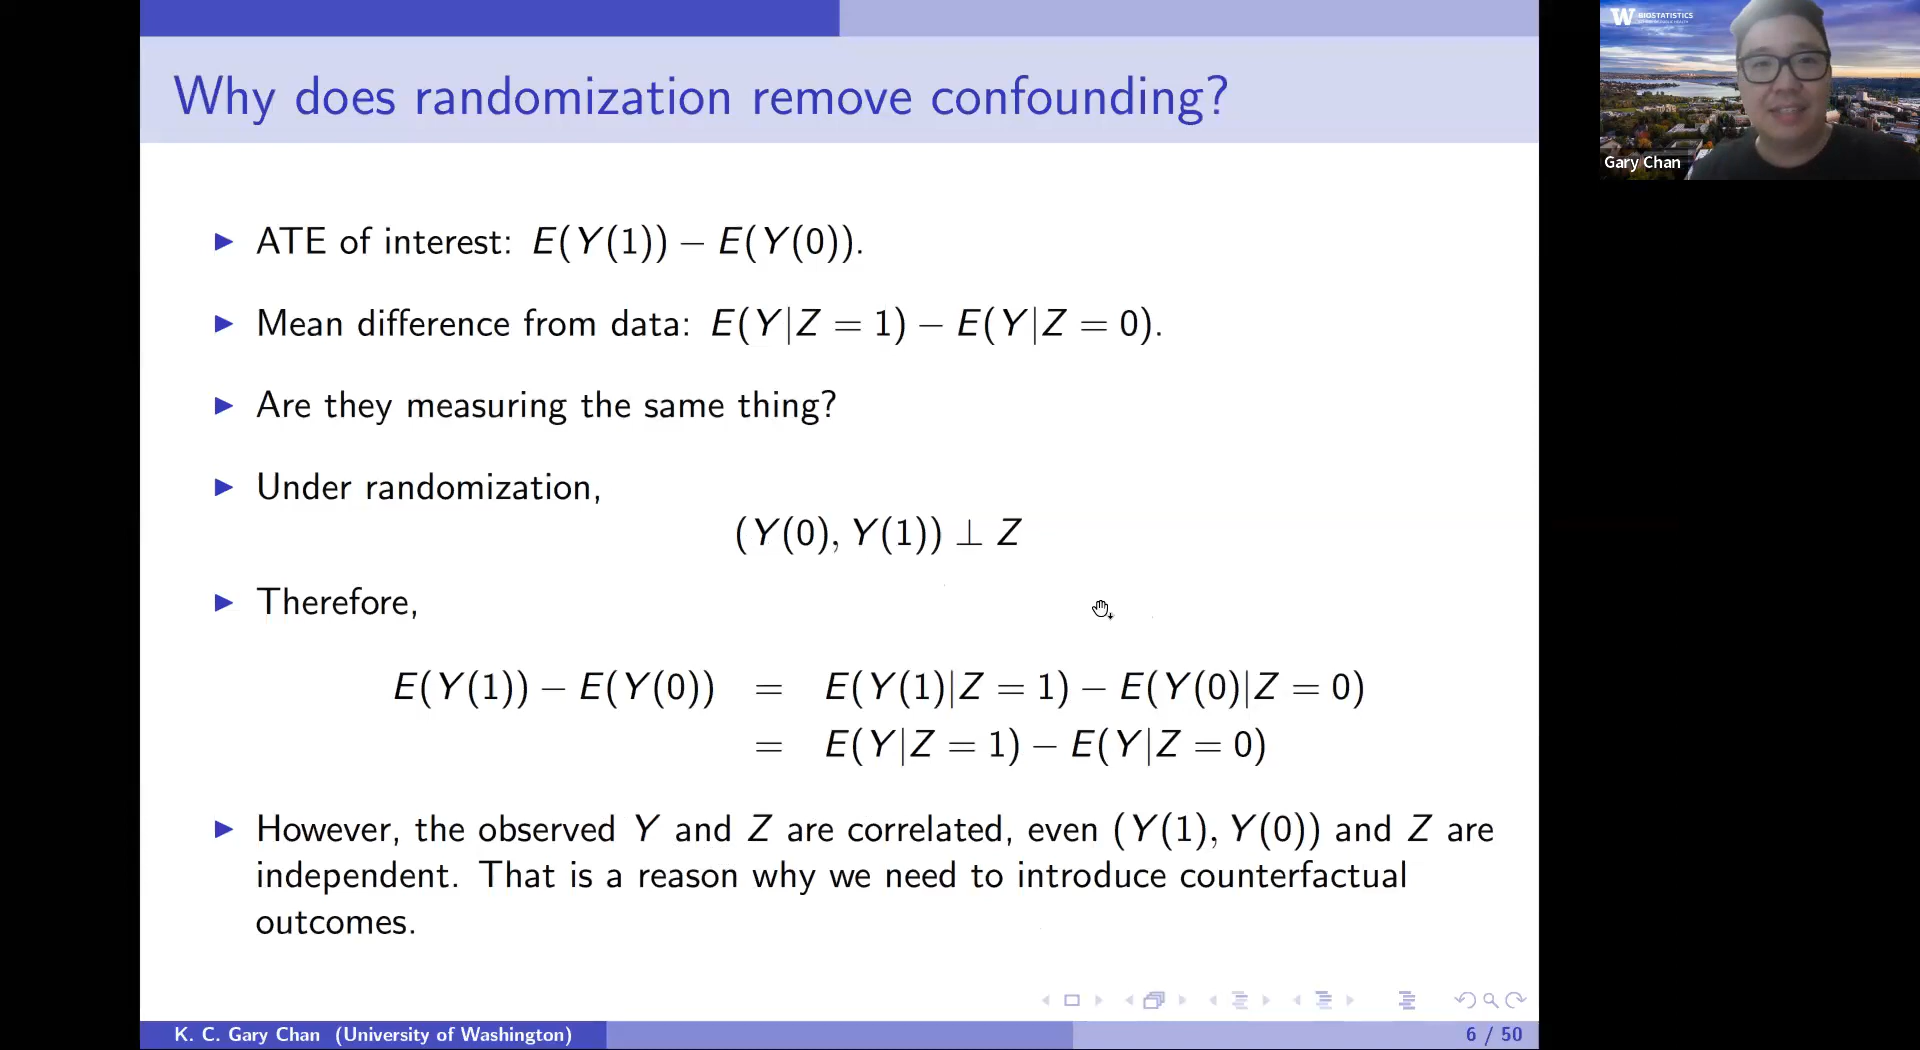 Why does randomization remove confounding?
ATE of interest: E(Y(1)) − E(Y(0)).
Mean difference from data: E(Y|Z = 1) − E(Y|Z = 0).
Are they measuring the same thing?
Under randomization,
(Y(0), Y(1)) ⊥ Z
Therefore,
E(Y(1)) − E(Y(0)) = E(Y(1)|Z = 1) − E(Y(0)|Z = 0)
= E(Y|Z = 1) − E(Y|Z = 0)
However, the observed Y and Z are correlated, even (Y(1), Y(0)) and Z are
independent. That is a reason why we need to introduce counterfactual
outcomes.
K. C. Gary Chan (University of Washington)
6 / 50
W BIOSTATISTICS
Gary Chan